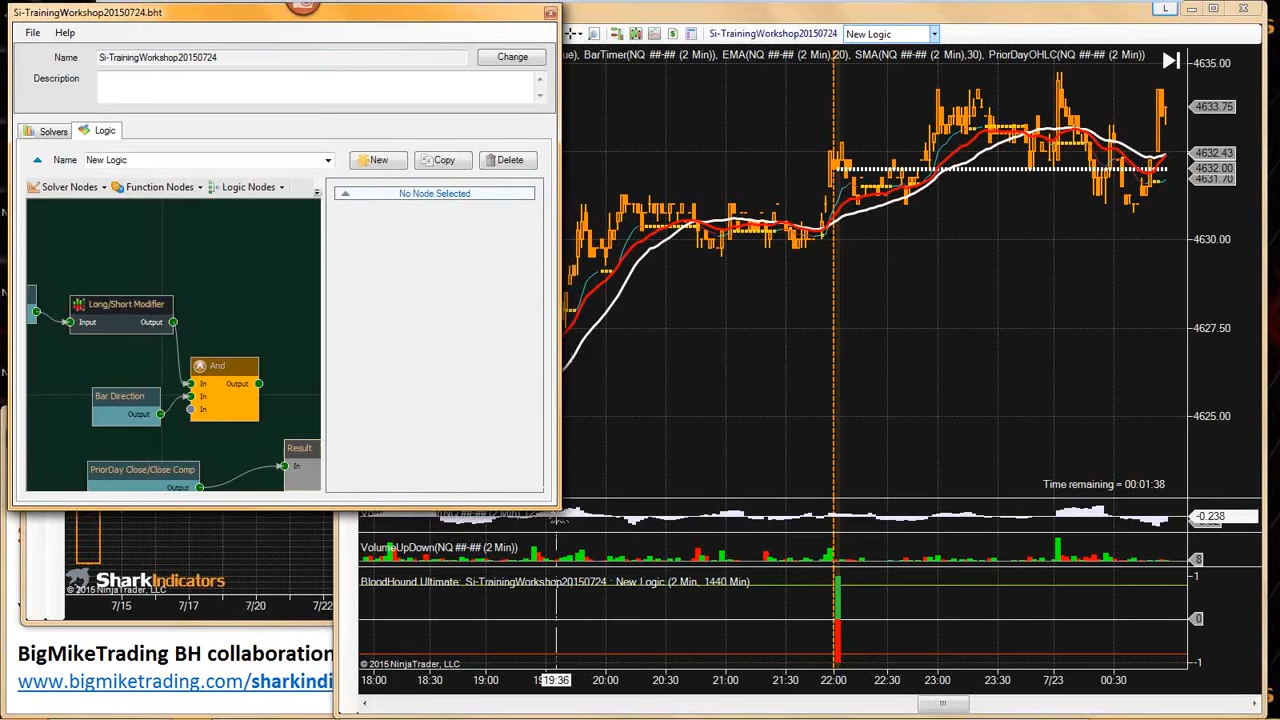 Si-TrainingWorkshop20150724.bht
File Help
Name Si-TrainingWorkshop20150724 Change
Description
Solvers Logic
Name New Logic New Copy Delete
Solver Nodes Function Nodes Logic Nodes
No Node Selected
Long/Short Modifier
Input Output
And
In Output
In
In
Bar Direction
Output
Result
In
PriorDay Close/Close Comp
Output
$ Si-TrainingWorkshop20150724 New Logic L
BarTimer(NQ ##-## (2 Min)), EMA(NQ ##-## (2 Min),20), SMA(NQ ##-## (2 Min),30), PriorDayOHLC(NQ ##-## (2 Min))
4635.00
4633.75
4632.43
4632.00
4631.70
4630.00
4627.50
4625.00
Time remaining = 00:01:38
-0.238
VolumeUpDown(NQ ##-## (2 Min))
8
BloodHound Ultimate: Si-TrainingWorkshop20150724 : New Logic (2 Min, 1440 Min)
1
0
-1
© 2015 NinjaTrader, LLC
18:00 18:30 19:00 19:36 20:00 20:30 21:00 21:30 22:00 22:30 23:00 23:30 7/23 00:30
SharkIndicators
© 2015 NinjaTrader, LLC
7/15 7/17 7/20 7/22
BigMikeTrading BH collaboration
www.bigmiketrading.com/sharkindi